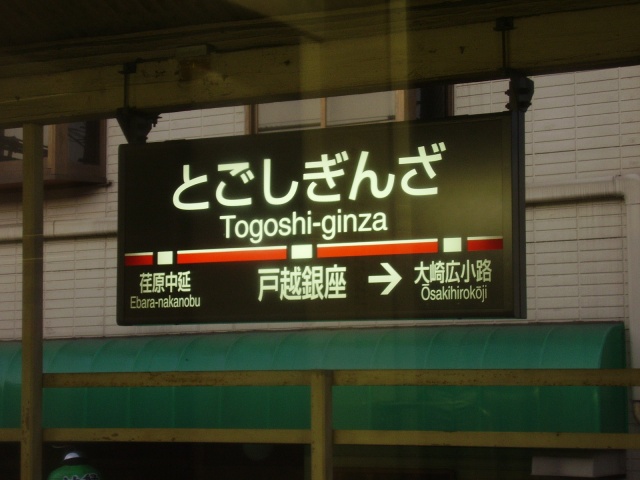 とごしぎんざ
Togoshi-ginza
荏原中延 戸越銀座 → 大崎広小路
Ebara-nakanobu Ōsakihirokōji